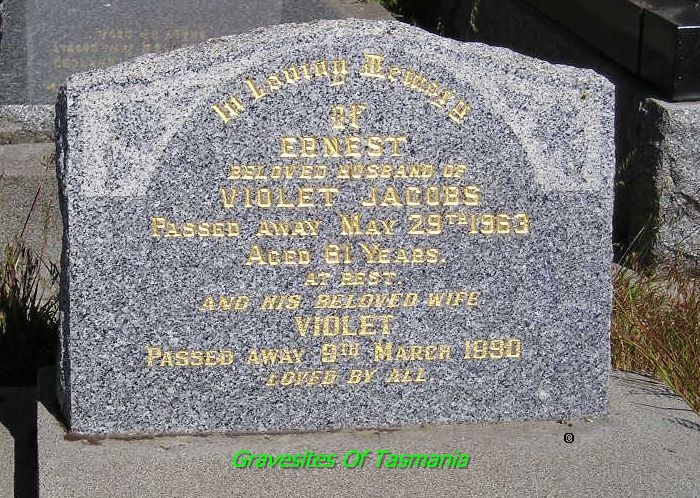 In Loving Memory
OF
ERNEST
BELOVED HUSBAND OF
VIOLET JACOBS
PASSED AWAY MAY 29TH 1963
AGED 61 YEARS.
AT REST.
AND HIS BELOVED WIFE
VIOLET
PASSED AWAY 9TH MARCH 1990
LOVED BY ALL.
Gravesites Of Tasmania